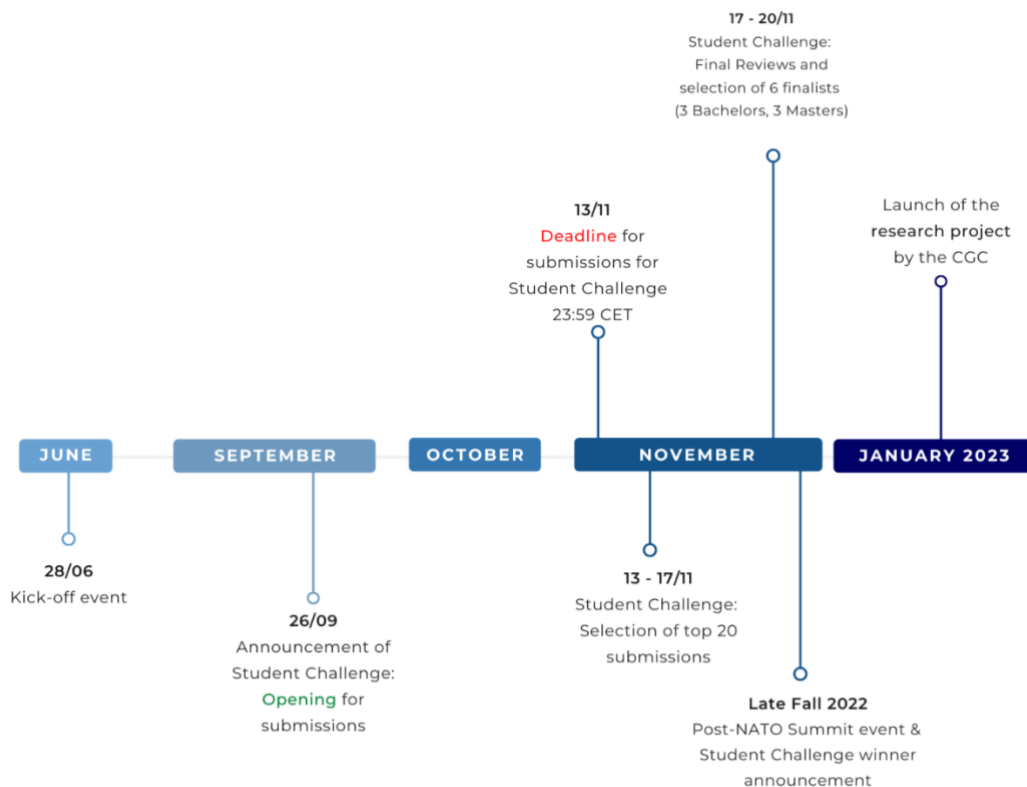 17 - 20/11
Student Challenge:
Final Reviews and
selection of 6 finalists
(3 Bachelors, 3 Masters)
13/11
Deadline for
submissions for
Student Challenge
23:59 CET
Launch of the
research project
by the CGC
JUNE
SEPTEMBER
OCTOBER
NOVEMBER
JANUARY 2023
28/06
Kick-off event
26/09
Announcement of
Student Challenge:
Opening for
submissions
13 - 17/11
Student Challenge:
Selection of top 20
submissions
Late Fall 2022
Post-NATO Summit event &
Student Challenge winner
announcement